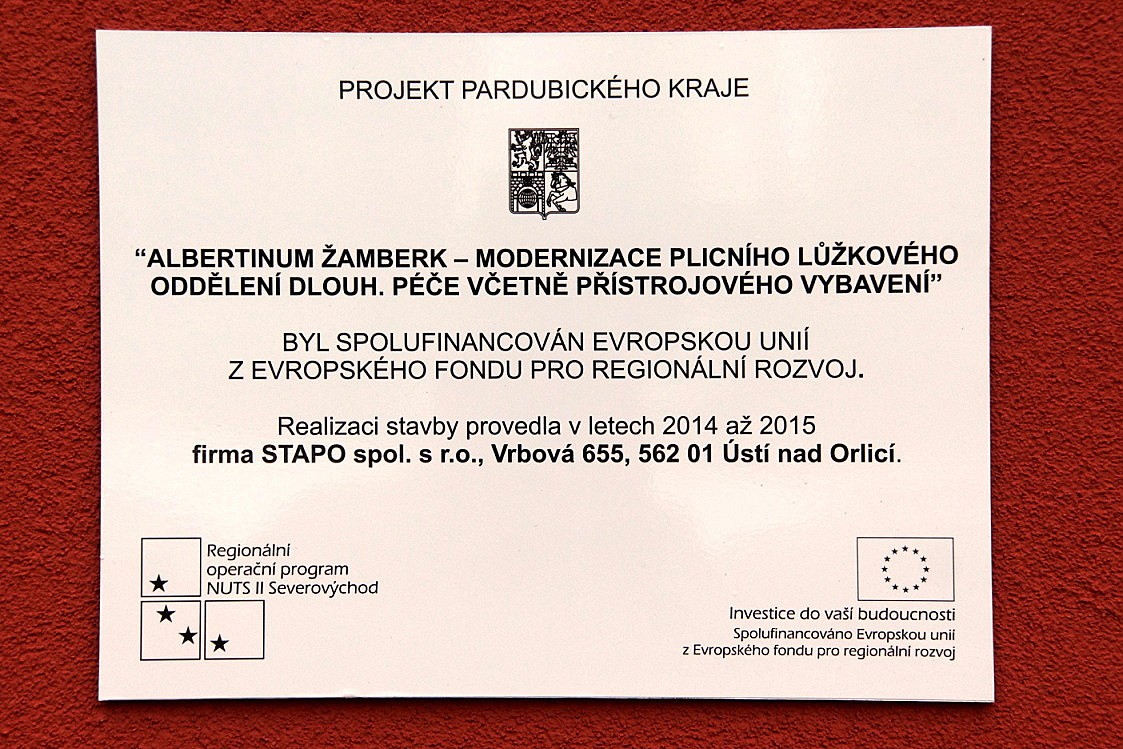 PROJEKT PARDUBICKÉHO KRAJE
“ALBERTINUM ŽAMBERK – MODERNIZACE PLICNÍHO LŮŽKOVÉHO
ODDĚLENÍ DLOUH. PÉČE VČETNĚ PŘÍSTROJOVÉHO VYBAVENÍ”
BYL SPOLUFINANCOVÁN EVROPSKOU UNIÍ
Z EVROPSKÉHO FONDU PRO REGIONÁLNÍ ROZVOJ.
Realizaci stavby provedla v letech 2014 až 2015
firma STAPO spol. s r.o., Vrbová 655, 562 01 Ústí nad Orlicí.
Regionální
operační program
NUTS II Severovýchod
Investice do vaší budoucnosti
Spolufinancováno Evropskou unií
z Evropského fondu pro regionální rozvoj